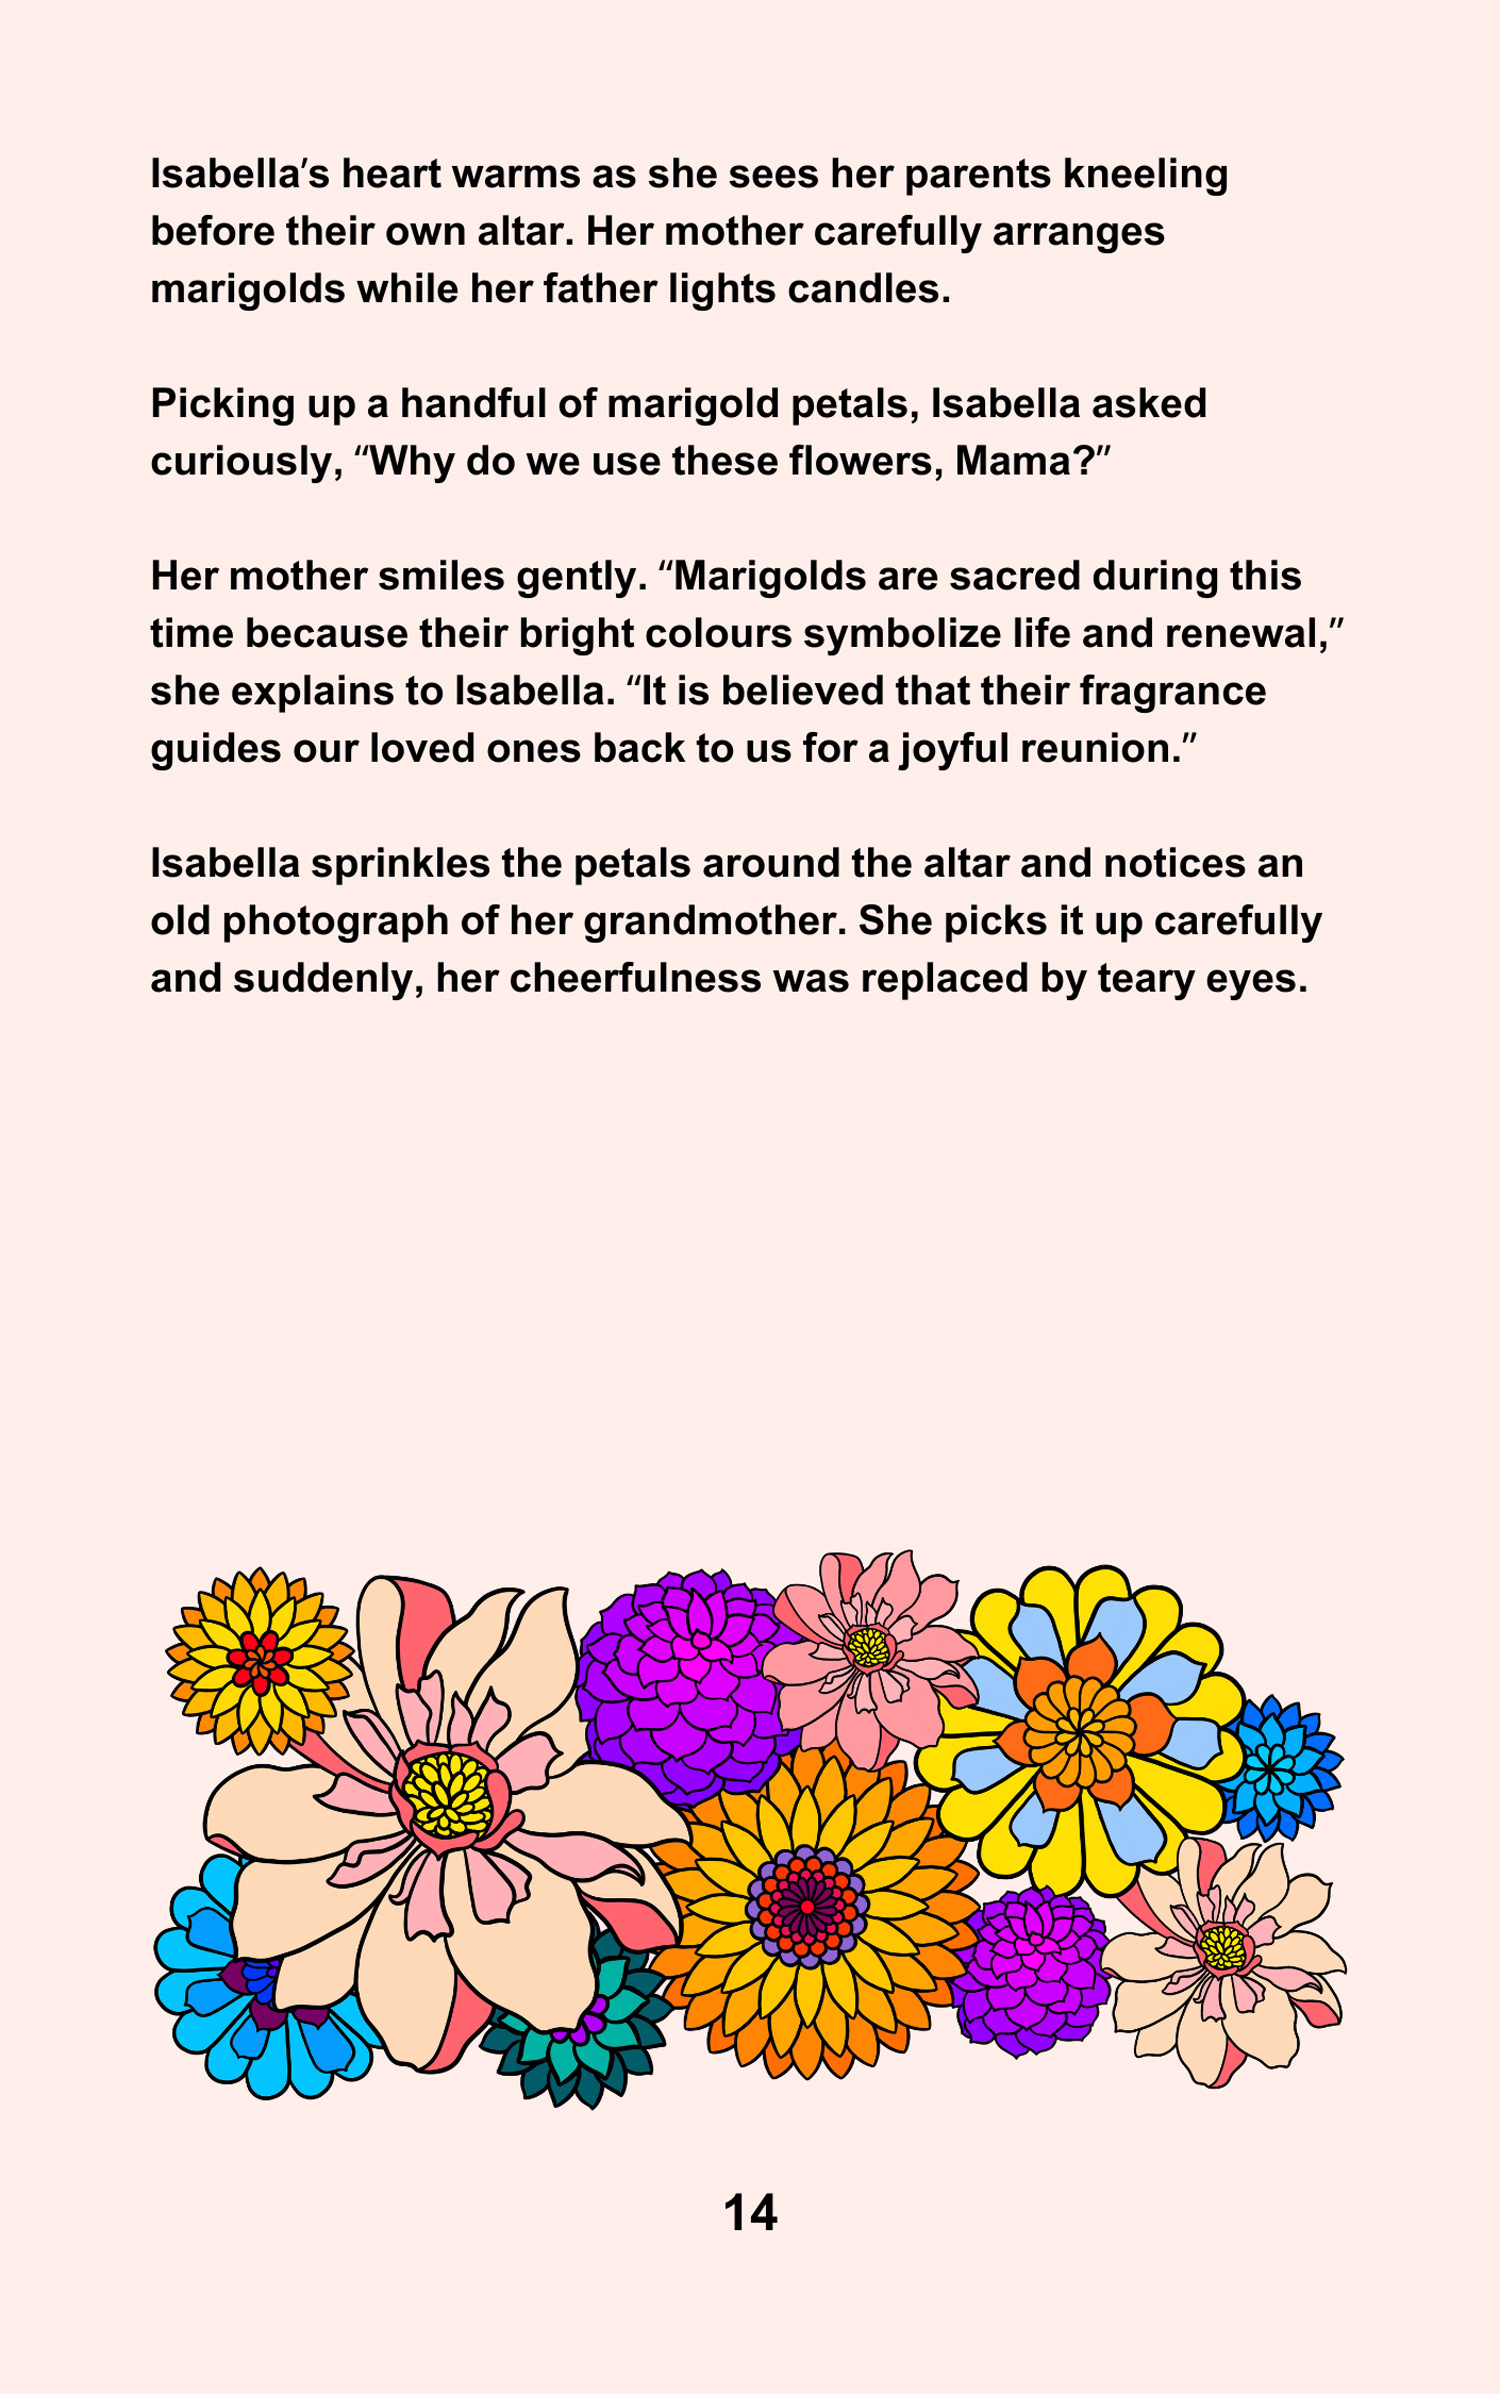 Isabella’s heart warms as she sees her parents kneeling
before their own altar. Her mother carefully arranges
marigolds while her father lights candles.
Picking up a handful of marigold petals, Isabella asked
curiously, “Why do we use these flowers, Mama?”
Her mother smiles gently. “Marigolds are sacred during this
time because their bright colours symbolize life and renewal,”
she explains to Isabella. “It is believed that their fragrance
guides our loved ones back to us for a joyful reunion.”
Isabella sprinkles the petals around the altar and notices an
old photograph of her grandmother. She picks it up carefully
and suddenly, her cheerfulness was replaced by teary eyes.
14